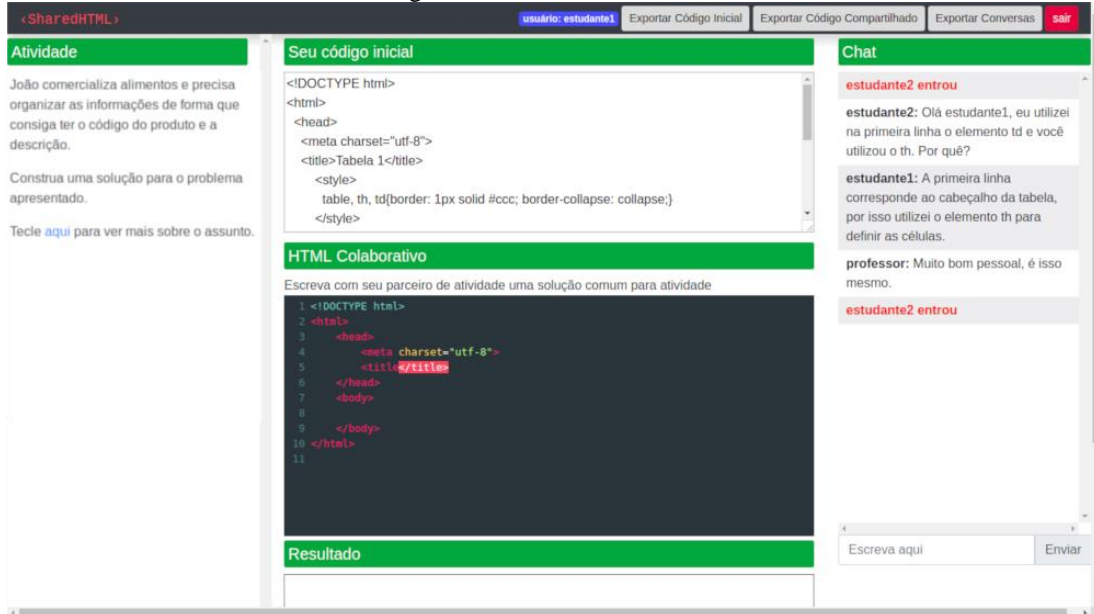 ‹SharedHTML›
usuário: estudante1
Exportar Código Inicial
Exportar Código Compartilhado
Exportar Conversas
sair
Atividade
João comercializa alimentos e precisa
organizar as informações de forma que
consiga ter o código do produto e a
descrição.
Construa uma solução para o problema
apresentado.
Tecle aqui para ver mais sobre o assunto.
Seu código inicial
<!DOCTYPE html>
<html>
<head>
<meta charset="utf-8">
<title>Tabela 1</title>
<style>
table, th, td{border: 1px solid #ccc; border-collapse: collapse;}
</style>
HTML Colaborativo
Escreva com seu parceiro de atividade uma solução comum para atividade
1 <!DOCTYPE html>
2 <html>
3 <head>
4 <meta charset="utf-8">
5 <title</title>
6 </head>
7 <body>
8
9 </body>
10 </html>
11
Resultado
Chat
estudante2 entrou
estudante2: Olá estudante1, eu utilizei
na primeira linha o elemento td e você
utilizou o th. Por quê?
estudante1: A primeira linha
corresponde ao cabeçalho da tabela,
por isso utilizei o elemento th para
definir as células.
professor: Muito bom pessoal, é isso
mesmo.
estudante2 entrou
Escreva aqui
Enviar